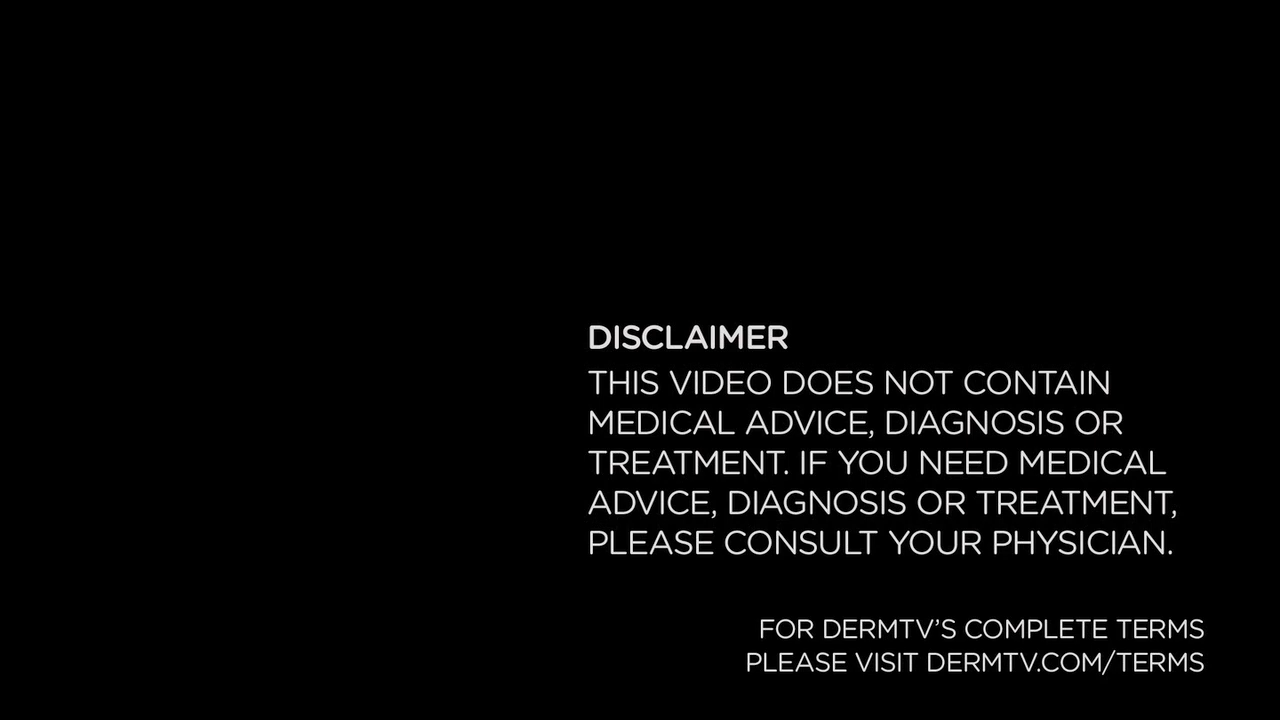 DISCLAIMER
THIS VIDEO DOES NOT CONTAIN
MEDICAL ADVICE, DIAGNOSIS OR
TREATMENT. IF YOU NEED MEDICAL
ADVICE, DIAGNOSIS OR TREATMENT,
PLEASE CONSULT YOUR PHYSICIAN.
FOR DERMTV’S COMPLETE TERMS
PLEASE VISIT DERMTV.COM/TERMS